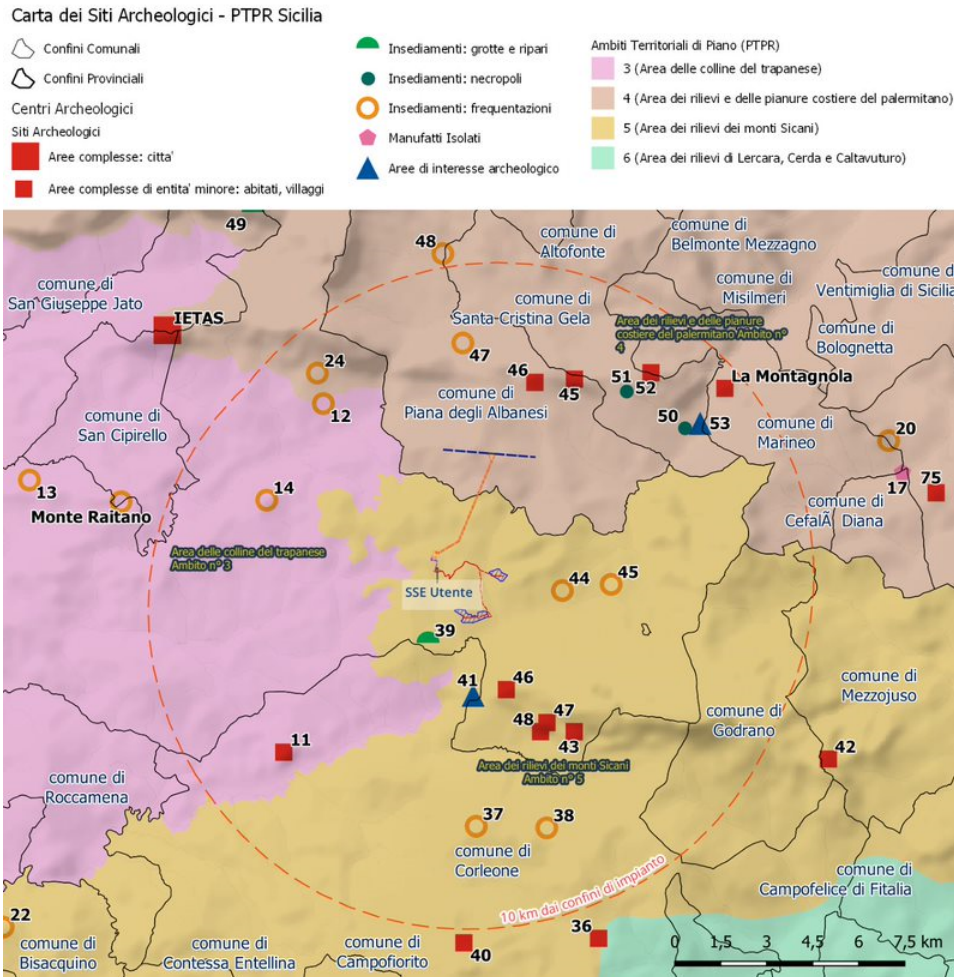 Carta dei Siti Archeologici - PTPR Sicilia
Confini Comunali
Confini Provinciali
Centri Archeologici
Siti Archeologici
Aree complesse: citta'
Aree complesse di entita' minore: abitati, villaggi
Insediamenti: grotte e ripari
Insediamenti: necropoli
Insediamenti: frequentazioni
Manufatti Isolati
Aree di interesse archeologico
Ambiti Territoriali di Piano (PTPR)
3 (Area delle colline del trapanese)
4 (Area dei rilievi e delle pianure costiere del palermitano)
5 (Area dei rilievi dei monti Sicani)
6 (Area dei rilievi di Lercara, Cerda e Caltavuturo)
49
48
comune di
Altofonte
comune di
Belmonte Mezzagno
comune di
San Giuseppe Jato
comune di
Misilmeri
comune di
Ventimiglia di Sicilia
IETAS
comune di
Santa-Cristina Gela
Area dei rilievi e delle pianure
costiere del palermitano Ambito n°
4
comune di
Bolognetta
24
47
46
45
51
52
La Montagnola
12
comune di
Piana degli Albanesi
comune di
San Cipirello
50
53
comune di
Marineo
20
13
14
17
75
Monte Raitano
comune di
CefalÃ Diana
Area delle colline del trapanese
Ambito n° 3
SSE Utente
44
45
39
41
46
comune di
Mezzojuso
47
48
43
comune di
Godrano
11
42
Area dei rilievi dei monti Sicani
Ambito n° 5
comune di
Roccamena
37
38
comune di
Corleone
10 km dai confini di impianto
comune di
Campofelice di Fitalia
22
36
comune di
Bisacquino
comune di
Contessa Entellina
comune di
Campofiorito
40
0 1,5 3 4,5 6 7,5 km